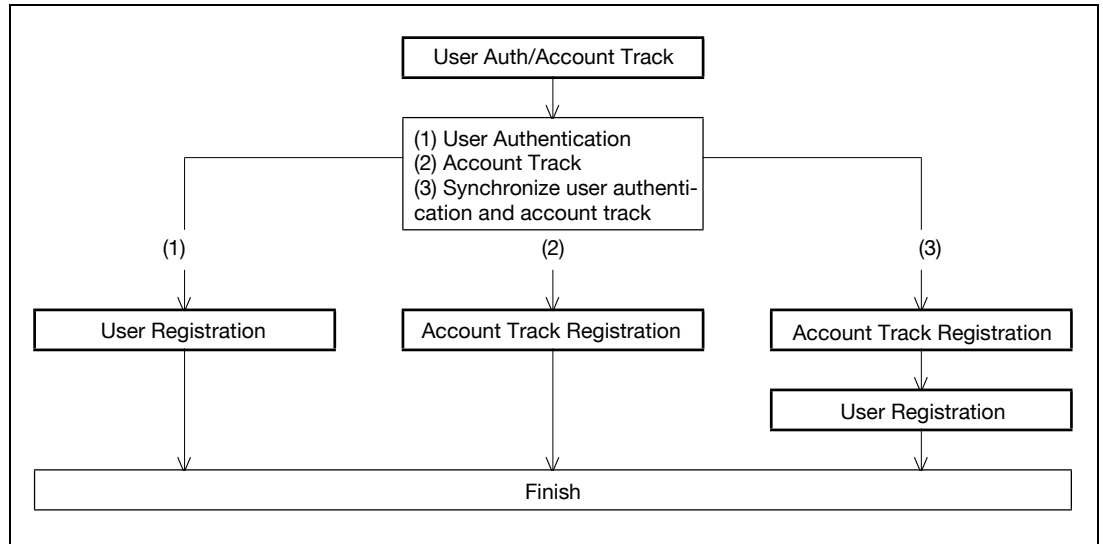 User Auth/Account Track
(1) User Authentication
(2) Account Track
(3) Synchronize user authenti-
cation and account track
(1)
(2)
(3)
User Registration
Account Track Registration
Account Track Registration
User Registration
Finish